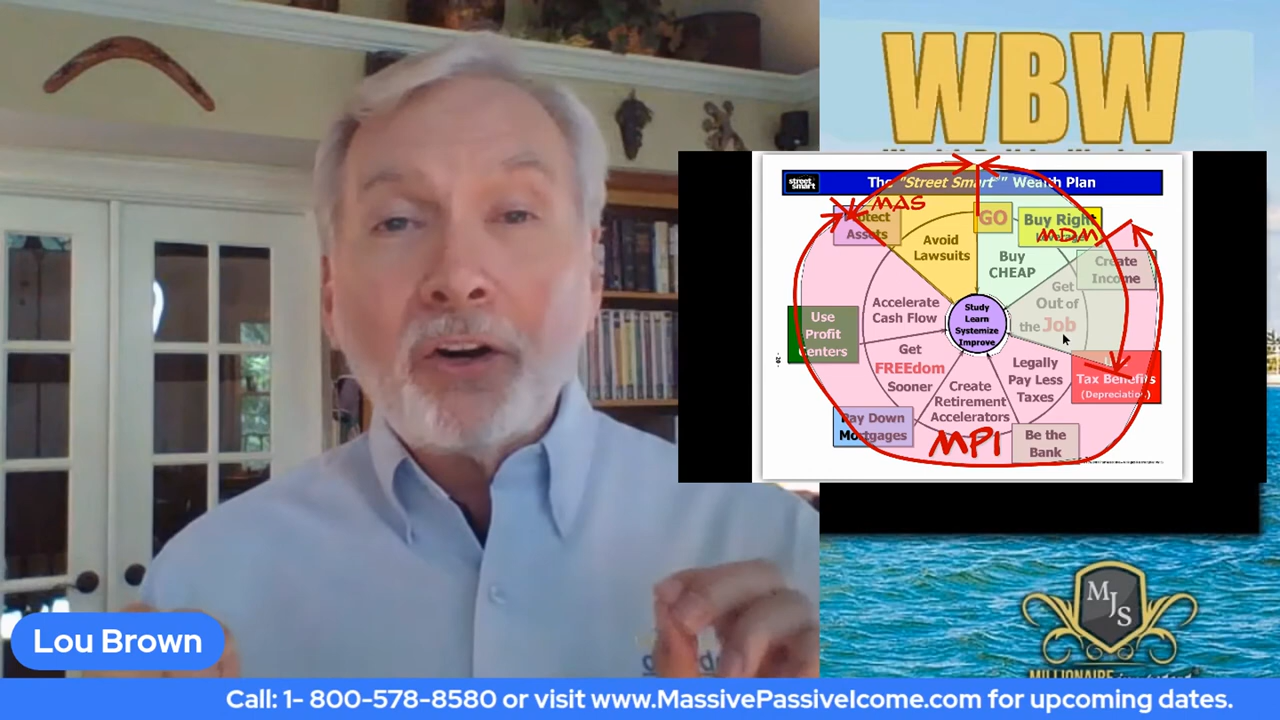 WBW
street
smart
The "Street Smart" Wealth Plan
MAS
GO
Buy Right
MDM
Assets
Avoid
Lawsuits
Buy
CHEAP
Create
Income
Get
Out of
the Job
Accelerate
Cash Flow
Study
Learn
Systemize
Improve
Use
Profit
Centers
Get
FREEdom
Sooner
Legally
Pay Less
Taxes
Tax Benefits
(Depreciation)
Create
Retirement
Accelerators
Pay Down
Mortgages
MPI
Be the
Bank
MJS
MILLIONAIRE
Lou Brown
Call: 1- 800-578-8580 or visit www.MassivePassiveIcome.com for upcoming dates.